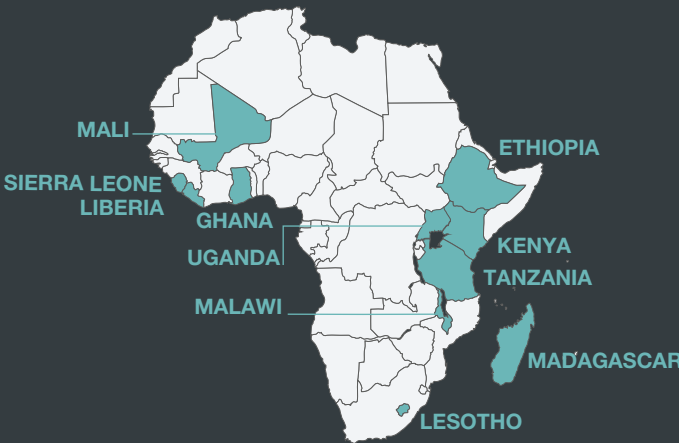 MALI
ETHIOPIA
SIERRA LEONE
LIBERIA
GHANA
UGANDA
KENYA
TANZANIA
MALAWI
MADAGASCAR
LESOTHO